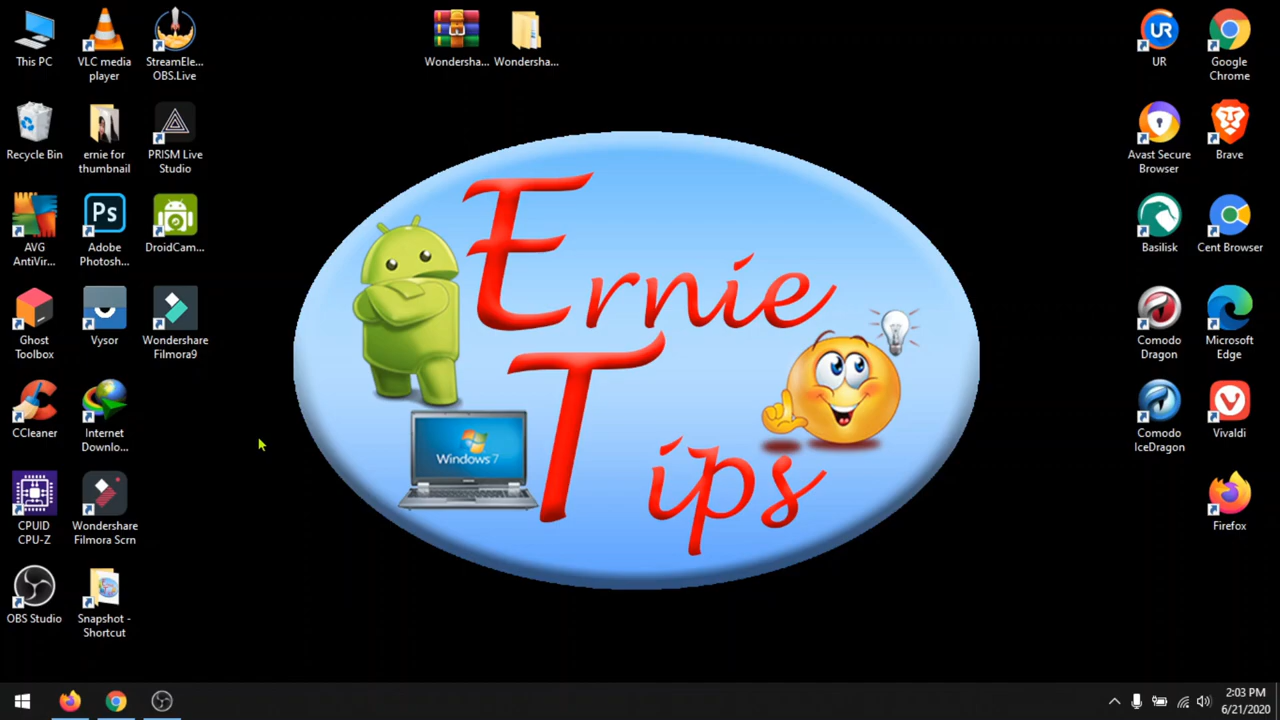 This PC
VLC media
player
StreamEle...
OBS.Live
Wondersha...
Wondersha...
UR
UR
Google
Chrome
Recycle Bin
ernie for
thumbnail
PRISM Live
Studio
Avast Secure
Browser
Brave
AVG
AntiVir...
Ps
Adobe
Photosh...
DroidCam...
Basilisk
Cent Browser
Ernie
Tips
Windows 7
Ghost
Toolbox
Vysor
Wondershare
Filmora9
Comodo
Dragon
Microsoft
Edge
CCleaner
Internet
Downlo...
Comodo
IceDragon
Vivaldi
CPUID
CPU-Z
Wondershare
Filmora Scrn
Firefox
OBS Studio
Snapshot -
Shortcut
2:03 PM
6/21/2020